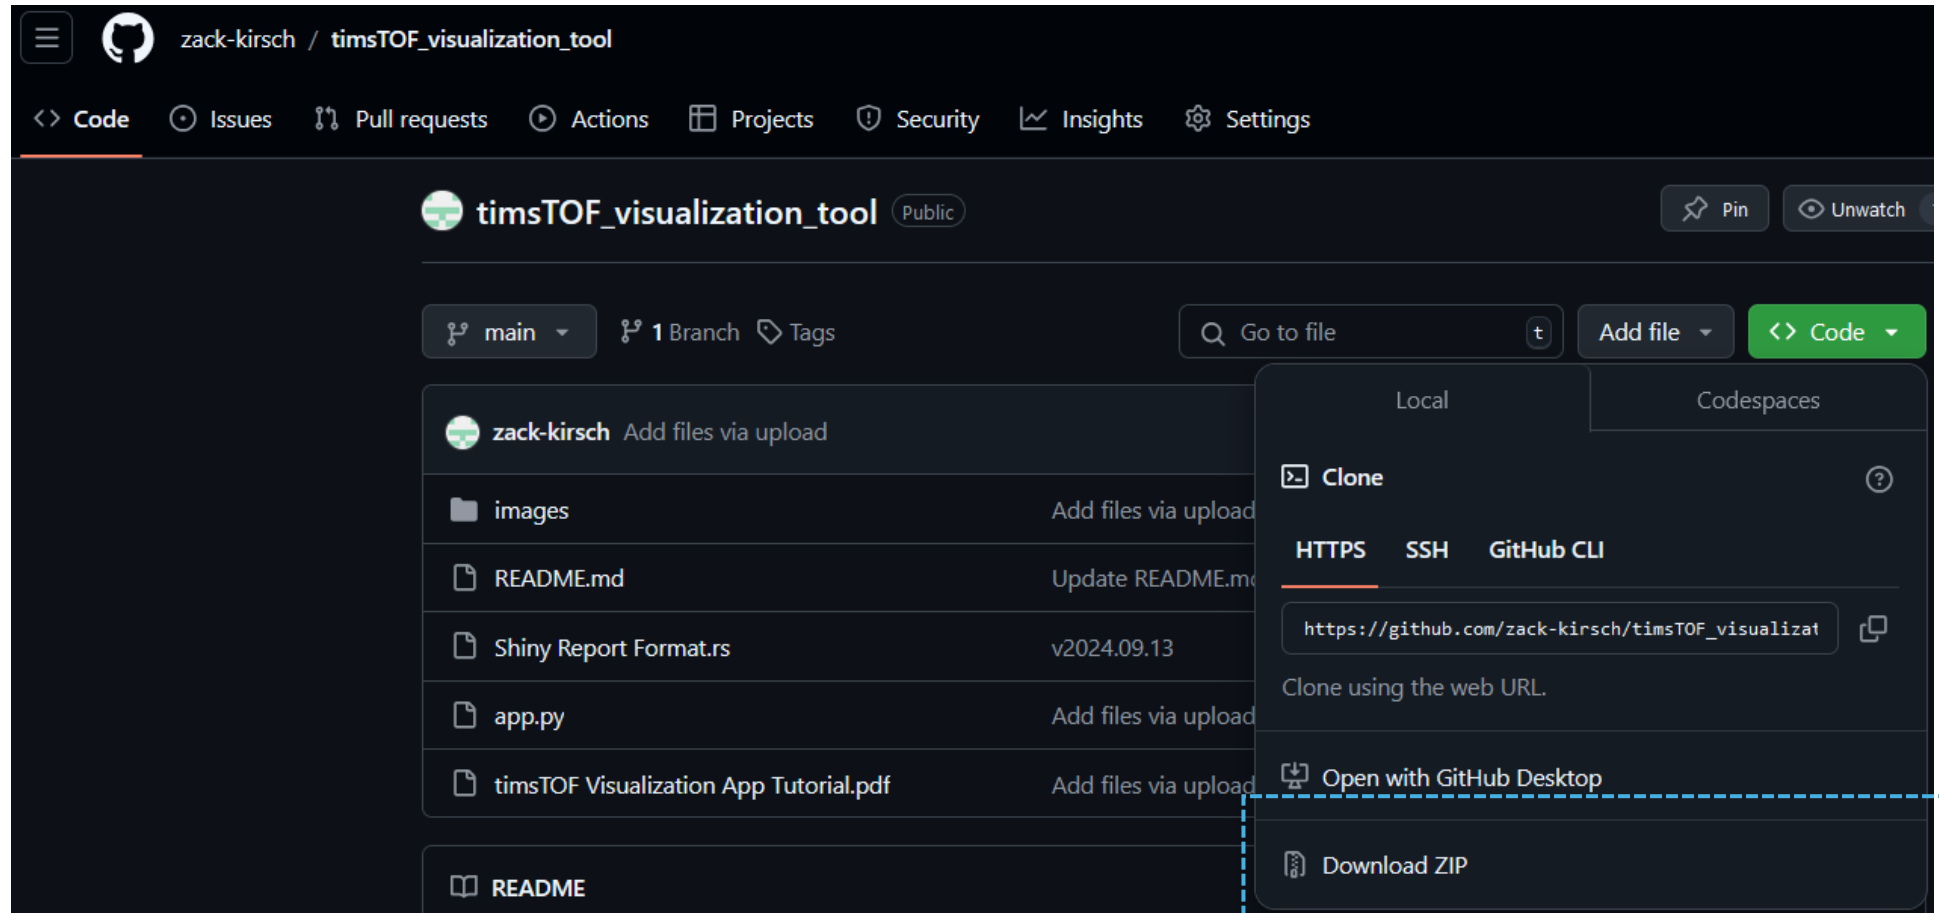 zack-kirsch / timsTOF_visualization_tool
Code Issues Pull requests Actions Projects Security Insights Settings
timsTOF_visualization_tool Public Pin Unwatch
main 1 Branch Tags Go to file t Add file Code
Local Codespaces
zack-kirsch Add files via upload
Clone
images Add files via upload
HTTPS SSH GitHub CLI
README.md Update README.md
https://github.com/zack-kirsch/timsTOF_visualizat
Shiny Report Format.rs v2024.09.13
Clone using the web URL.
app.py Add files via upload
Open with GitHub Desktop
timsTOF Visualization App Tutorial.pdf Add files via upload
Download ZIP
README